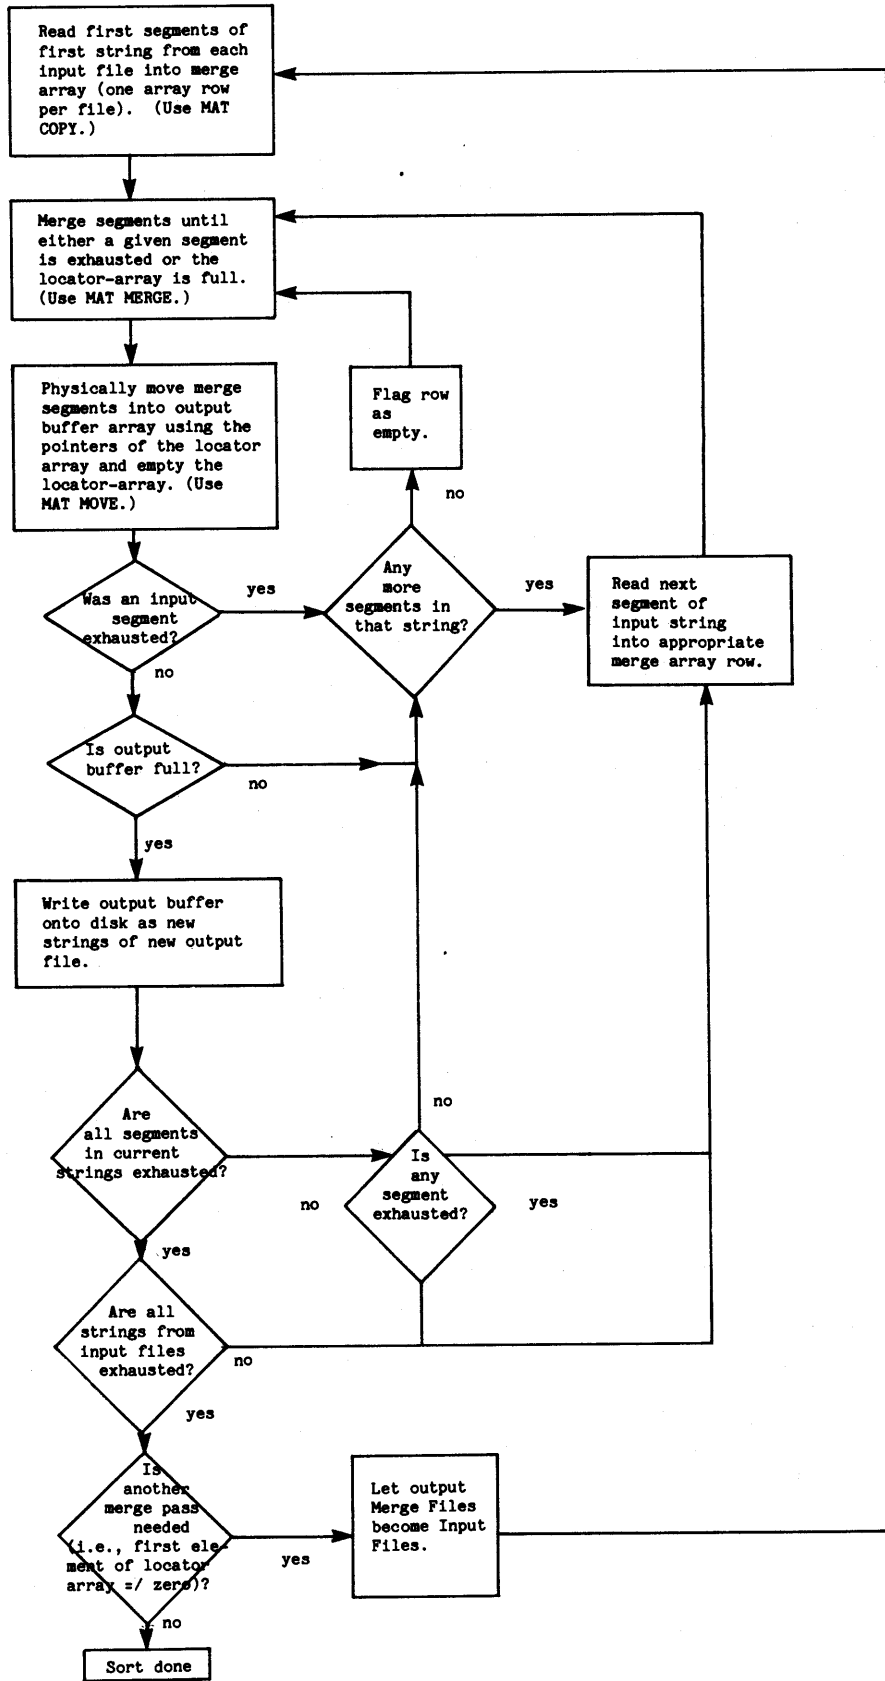 Read first segments of
first string from each
input file into merge
array (one array row
per file). (Use MAT
COPY.)
Merge segments until
either a given segment
is exhausted or the
locator-array is full.
(Use MAT MERGE.)
Physically move merge
segments into output
buffer array using the
pointers of the locator
array and empty the
locator-array. (Use
MAT MOVE.)
Flag row
as
empty.
no
Was an input
segment
exhausted?
yes
Any
more
segments in
that string?
yes
Read next
segment of
input string
into appropriate
merge array row.
no
Is output
buffer full?
no
yes
Write output buffer
onto disk as new
strings of new output
file.
no
Are
all segments
in current
strings exhausted?
no
Is
any
segment
exhausted?
yes
yes
Are all
strings from
input files
exhausted?
no
yes
Is
another
merge pass
needed
(i.e., first ele-
ment of locator
array =/ zero)?
yes
Let output
Merge Files
become Input
Files.
no
Sort done